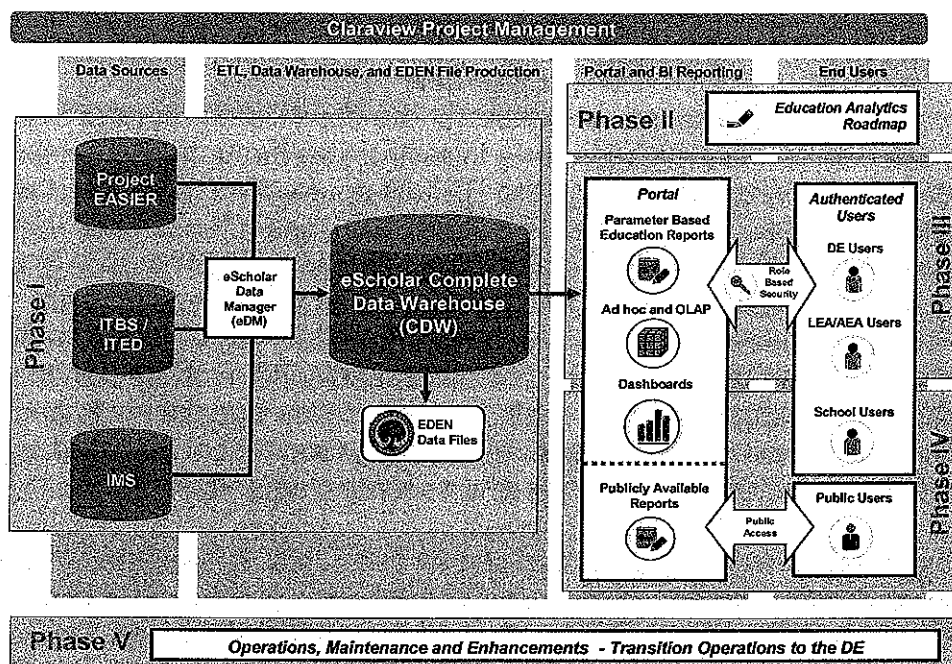 Claraview Project Management
Data Sources
ETL, Data Warehouse, and EDEN File Production
Portal and BI Reporting
End Users
Phase I
Project
EASIER
ITBS /
ITED
IMS
eScholar
Data
Manager
(eDM)
eScholar Complete
Data Warehouse
(CDW)
EDEN
Data Files
Phase II
Education Analytics
Roadmap
Portal
Parameter Based
Education Reports
Ad hoc and OLAP
Dashboards
Publicly Available
Reports
Role
Based
Security
Public
Access
Authenticated
Users
DE Users
LEA/AEA Users
School Users
Public Users
Phase III
Phase IV
Phase V
Operations, Maintenance and Enhancements - Transition Operations to the DE